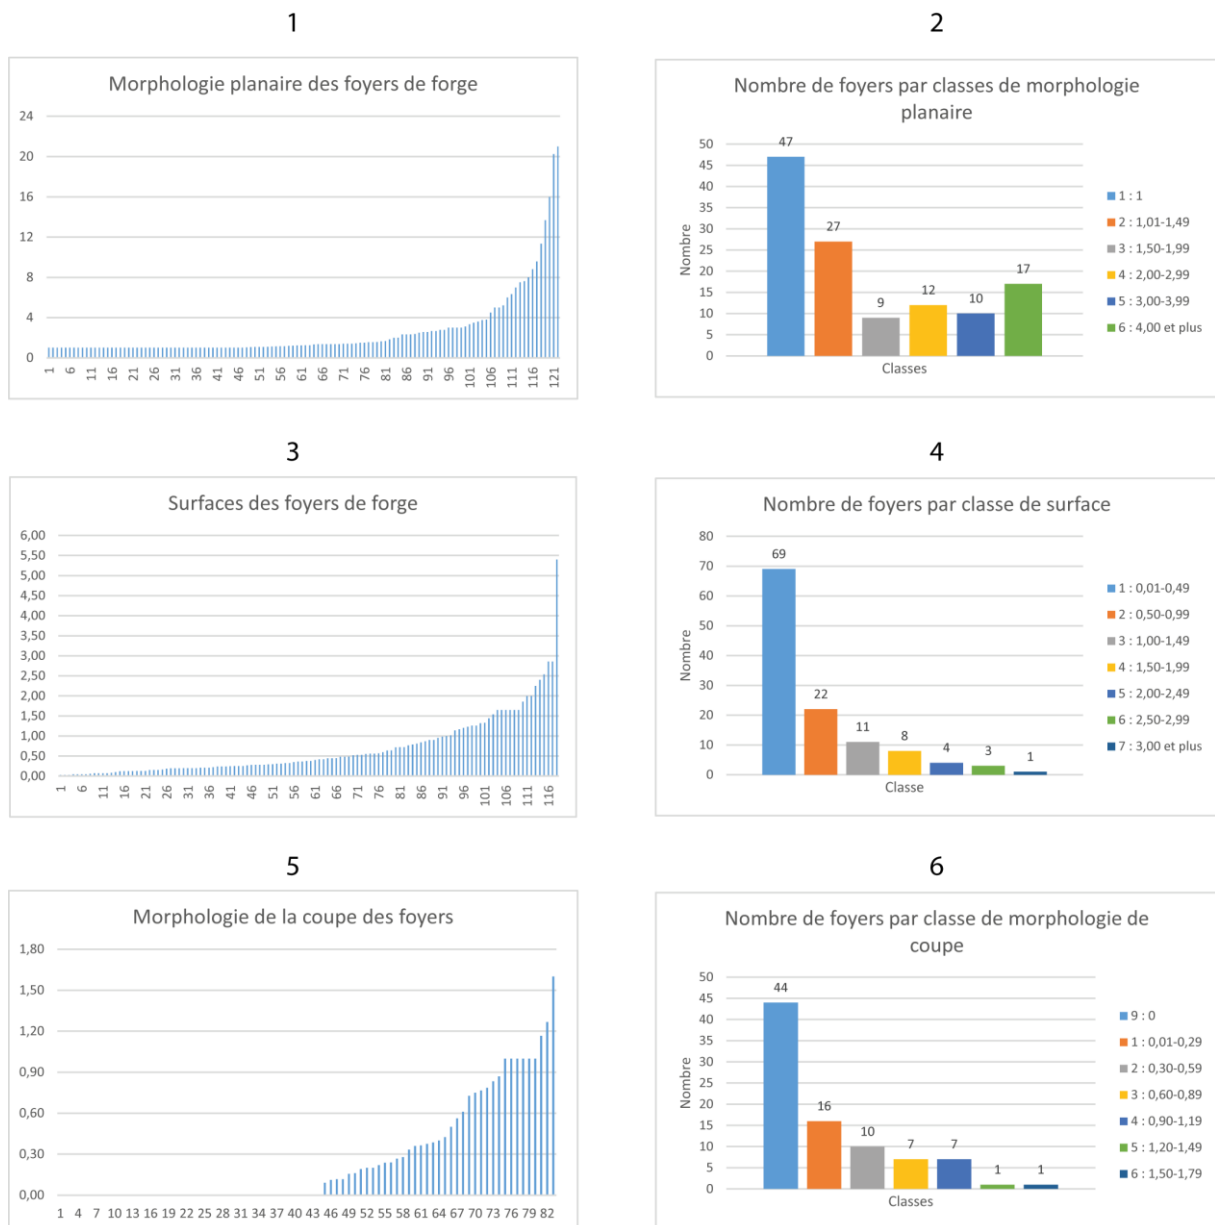 1
Morphologie planaire des foyers de forge
24
20
16
12
8
4
0
1 6 11 16 21 26 31 36 41 46 51 56 61 66 71 76 81 86 91 96 101 106 111 116 121
2
Nombre de foyers par classes de morphologie
planaire
50
45
40
35
30
25
20
15
10
5
0
Nombre
47 27 9 12 10 17
Classes
1 : 1
2 : 1,01-1,49
3 : 1,50-1,99
4 : 2,00-2,99
5 : 3,00-3,99
6 : 4,00 et plus
3
Surfaces des foyers de forge
6,00
5,50
5,00
4,50
4,00
3,50
3,00
2,50
2,00
1,50
1,00
0,50
0,00
1 6 11 16 21 26 31 36 41 46 51 56 61 66 71 76 81 86 91 96 101 106 111 116
4
Nombre de foyers par classe de surface
80
70
60
50
40
30
20
10
0
Nombre
69 22 11 8 4 3 1
Classe
1 : 0,01-0,49
2 : 0,50-0,99
3 : 1,00-1,49
4 : 1,50-1,99
5 : 2,00-2,49
6 : 2,50-2,99
7 : 3,00 et plus
5
Morphologie de la coupe des foyers
1,80
1,50
1,20
0,90
0,60
0,30
0,00
1 4 7 10 13 16 19 22 25 28 31 34 37 40 43 46 49 52 55 58 61 64 67 70 73 76 79 82
6
Nombre de foyers par classe de morphologie de
coupe
50
45
40
35
30
25
20
15
10
5
0
Nombre
44 16 10 7 7 1 1
Classes
9 : 0
1 : 0,01-0,29
2 : 0,30-0,59
3 : 0,60-0,89
4 : 0,90-1,19
5 : 1,20-1,49
6 : 1,50-1,79